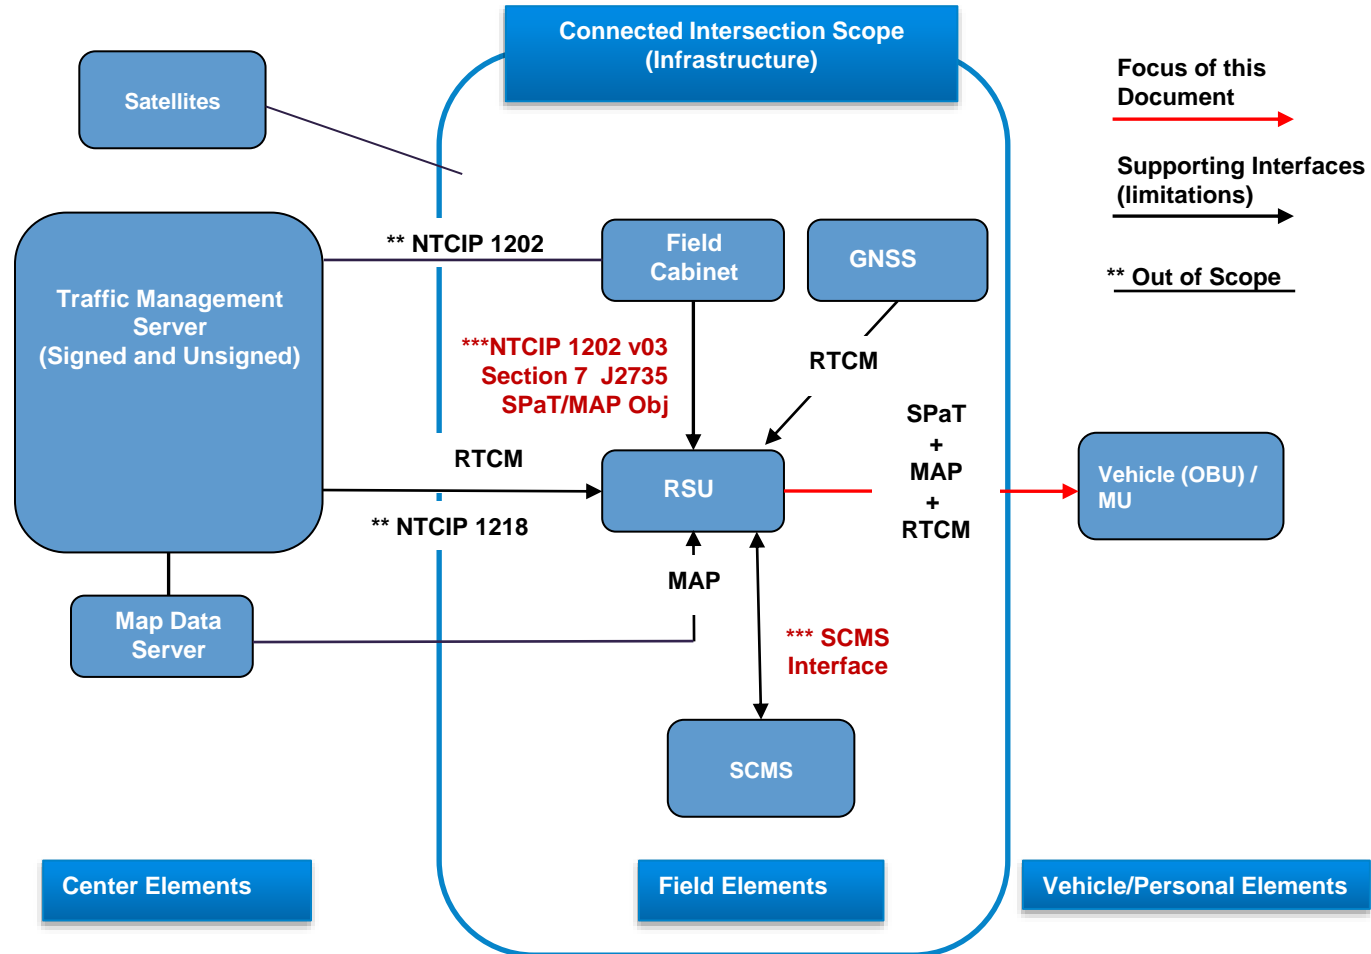 Connected Intersection Scope
(Infrastructure)
Satellites
Focus of this
Document
Supporting Interfaces
(limitations)
** Out of Scope
** NTCIP 1202
Field
Cabinet
GNSS
Traffic Management
Server
(Signed and Unsigned)
***NTCIP 1202 v03
Section 7  J2735
SPaT/MAP Obj
RTCM
SPaT
+
MAP
+
RTCM
RTCM
RSU
Vehicle (OBU) /
MU
** NTCIP 1218
MAP
Map Data
Server
*** SCMS
Interface
SCMS
Center Elements
Field Elements
Vehicle/Personal Elements